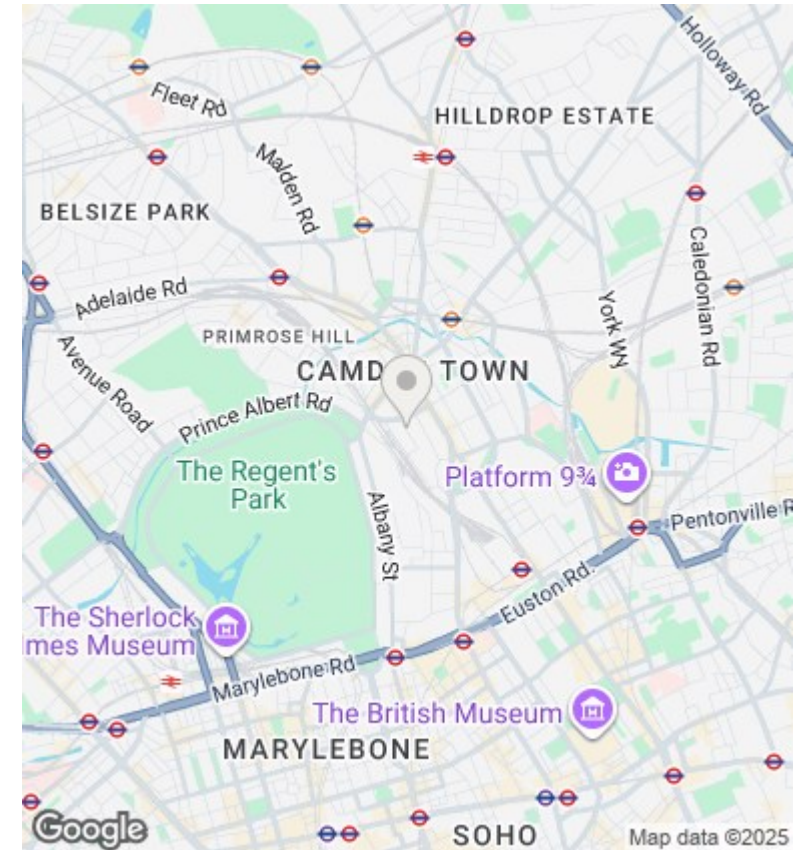 Holloway Rd
Fleet Rd
HILLDROP ESTATE
Malden Rd
BELSIZE PARK
Caledonian Rd
Adelaide Rd
York Wy
PRIMROSE HILL
Avenue Road
CAMD TOWN
Prince Albert Rd
The Regent's
Park
Platform 9¾
Albany St
Pentonville R
Euston Rd.
The Sherlock
lmes Museum
Marylebone Rd
The British Museum
MARYLEBONE
Google
SOHO
Map data ©2025